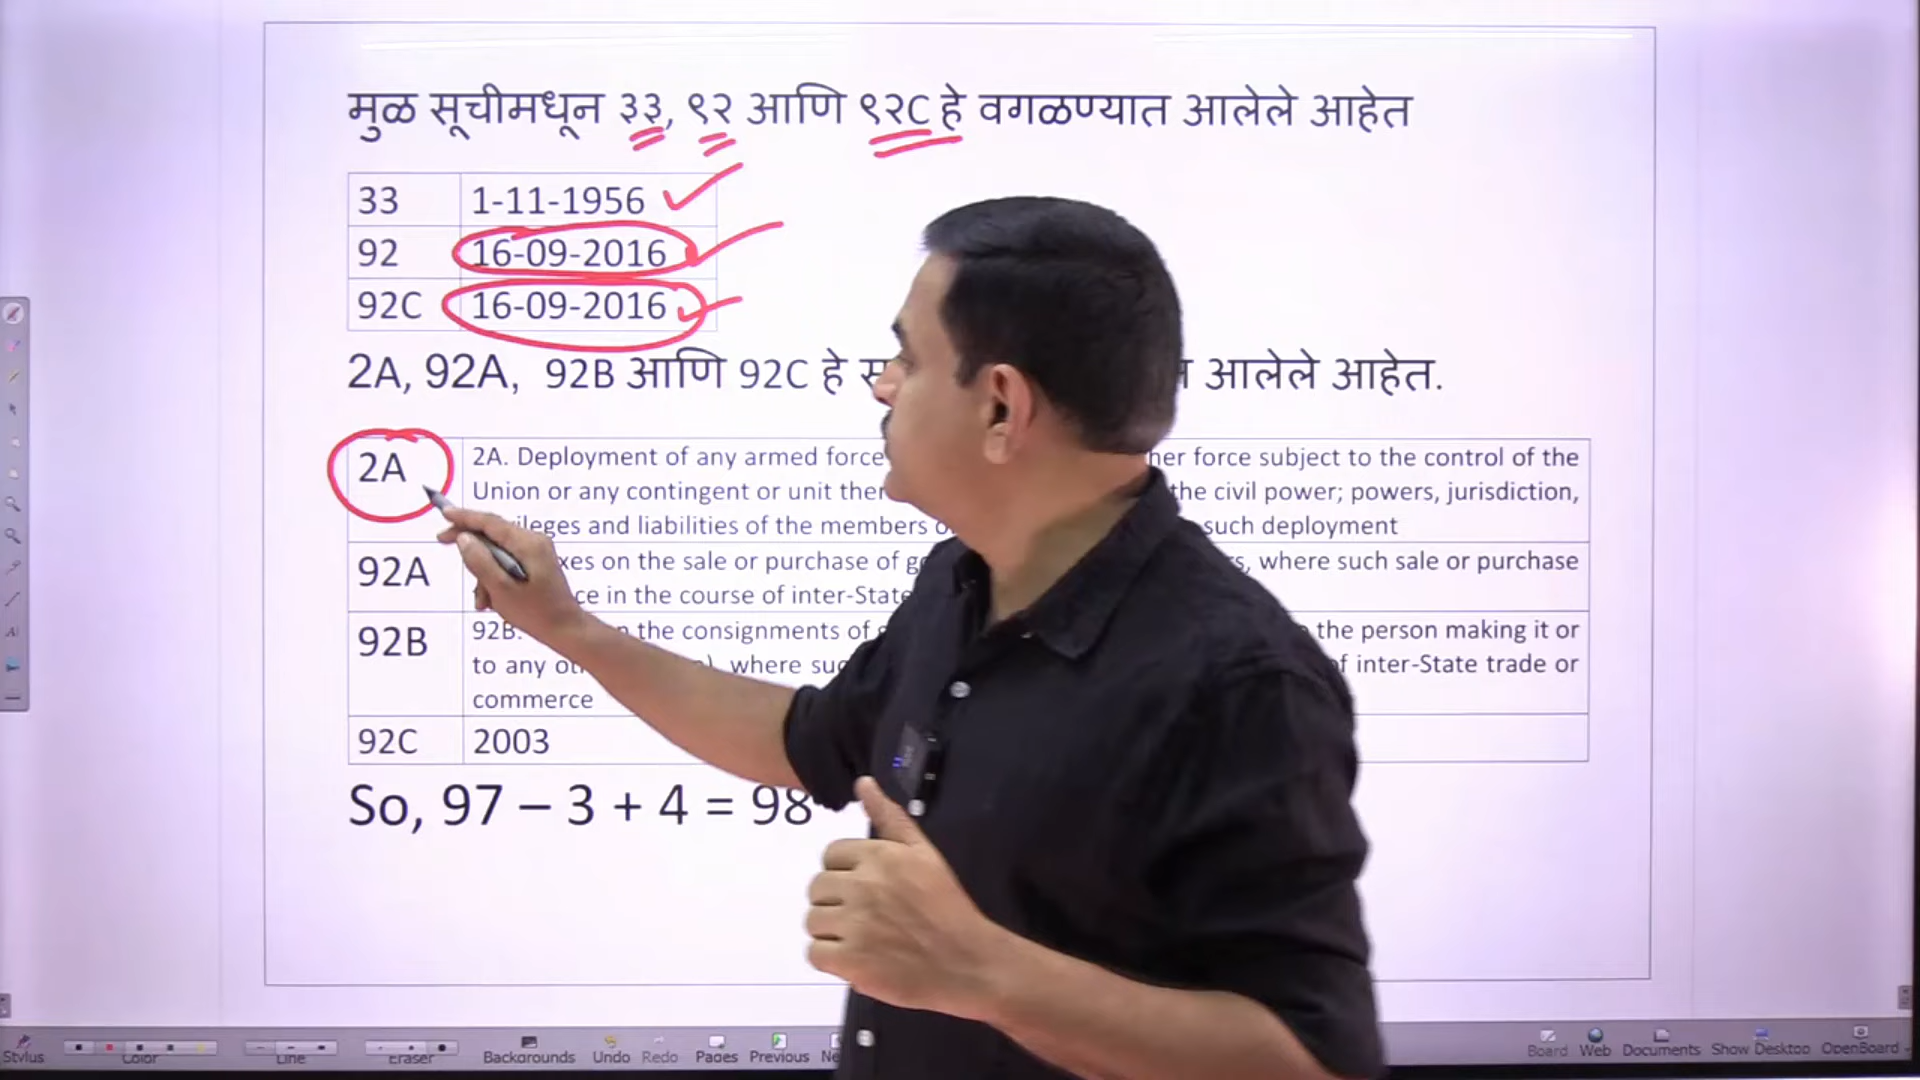 मुळ सूचीमधून ३३, ९२ आणि ९२C हे वगळण्यात आलेले आहेत
33 1-11-1956
92 16-09-2016
92C 16-09-2016
2A, 92A, 92B आणि 92C हे आलेले आहेत.
2A 2A. Deployment of any armed force force subject to the control of the
Union or any contingent or unit the civil power; powers, jurisdiction,
and liabilities of the members such deployment
92A on the sale or purchase of where such sale or purchase
in the course of inter-State
92B 92B. the consignments of the person making it or
to any where inter-State trade or
commerce
92C 2003
So, 97 – 3 + 4 = 98
Stylus Color Line Eraser Backgrounds Undo Redo Pages Previous Board Web Documents Show Desktop OpenBoard